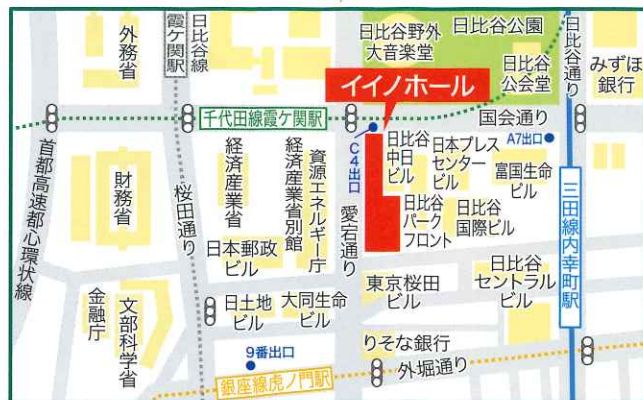 外務省
霞ケ関駅
日比谷線
日比谷野外
大音楽堂
日比谷公園
日比谷
公会堂
日比谷通り
みずほ
銀行
イイノホール
千代田線霞ケ関駅
国会通り
C4出口
A7出口
首都高速都心環状線
財務省
桜田通り
経済産業省
経済産業省別館
資源エネルギー庁
愛宕通り
日比谷
中日
ビル
日本プレス
センター
ビル
富国生命
ビル
日比谷
パーク
フロント
日比谷
国際ビル
三田線内幸町駅
日本郵政
ビル
金融庁
文部科学省
日土地
ビル
大同生命
ビル
東京桜田
ビル
日比谷
セントラル
ビル
9番出口
りそな銀行
外堀通り
銀座線虎ノ門駅